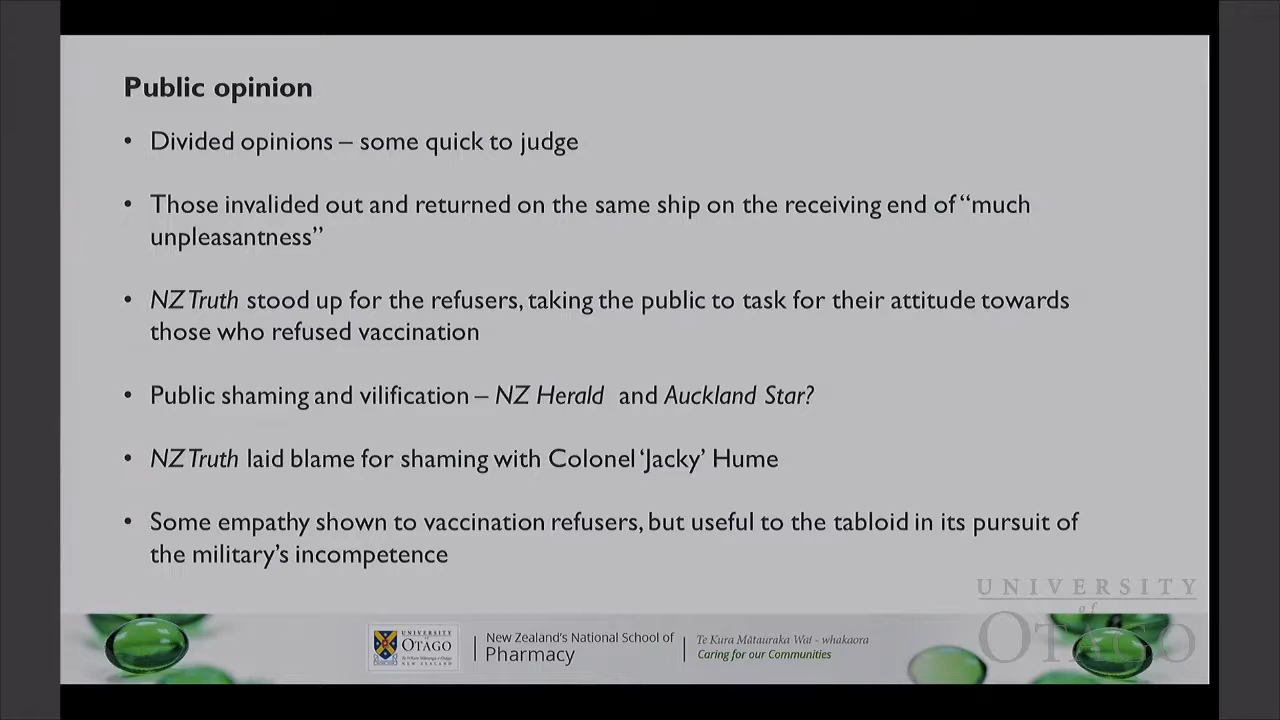 Public opinion
• Divided opinions – some quick to judge
• Those invalided out and returned on the same ship on the receiving end of “much
unpleasantness”
• NZ Truth stood up for the refusers, taking the public to task for their attitude towards
those who refused vaccination
• Public shaming and vilification – NZ Herald and Auckland Star?
• NZ Truth laid blame for shaming with Colonel ‘Jacky’ Hume
• Some empathy shown to vaccination refusers, but useful to the tabloid in its pursuit of
the military’s incompetence
UNIVERSITY
of
OTAGO
UNIVERSITY
of
OTAGO
NEW ZEALAND
New Zealand’s National School of
Pharmacy
Te Kura Mātauraka Wai - whakaora
Caring for our Communities